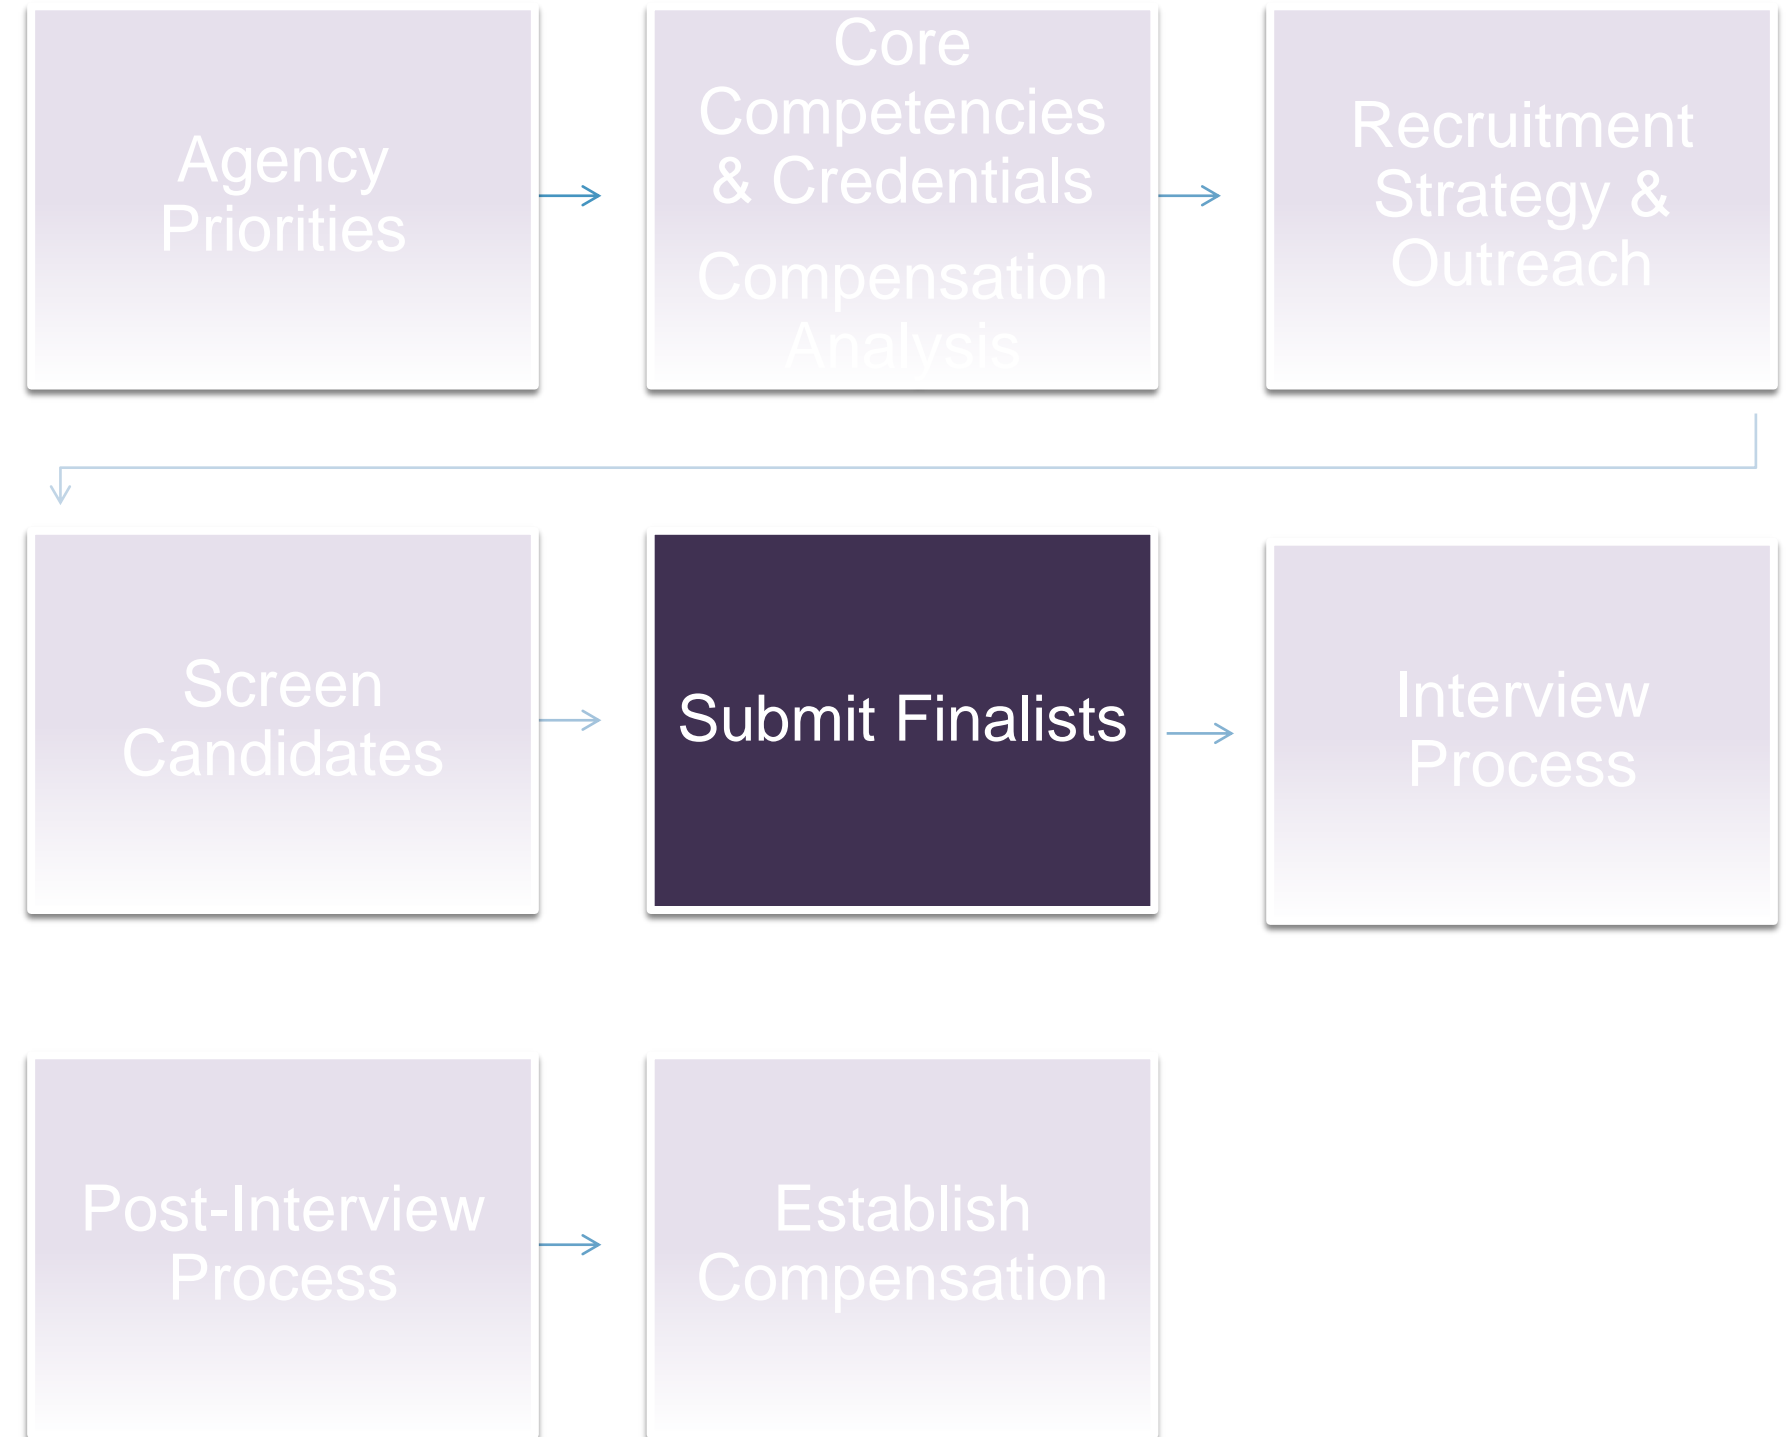 Agency
Priorities
Core
Competencies
& Credentials
Compensation
Analysis
Recruitment
Strategy &
Outreach
Screen
Candidates
Submit Finalists
Interview
Process
Post-Interview
Process
Establish
Compensation